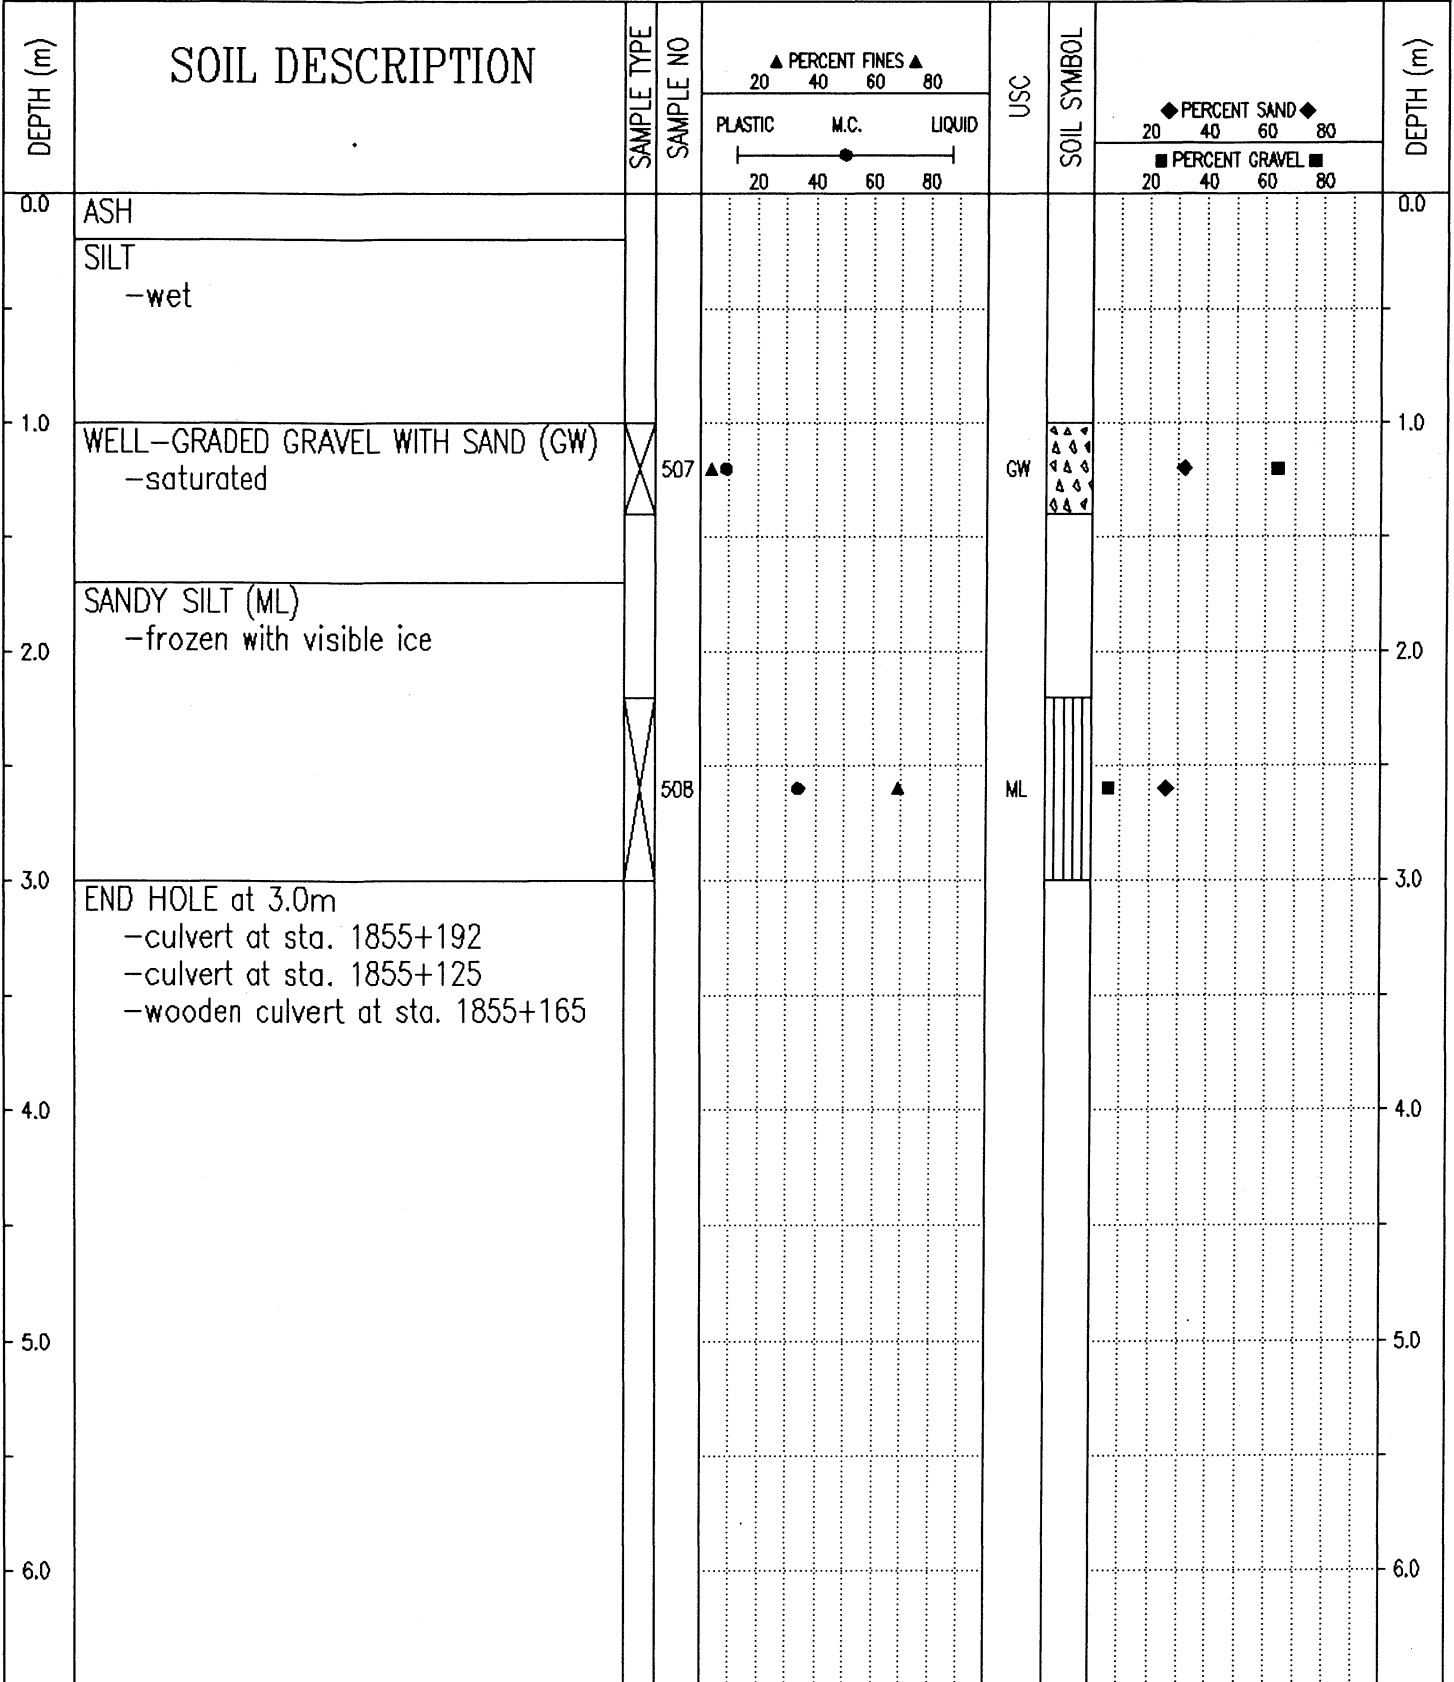 DEPTH (m)
SOIL DESCRIPTION
SAMPLE TYPE
SAMPLE NO
▲ PERCENT FINES ▲
20 40 60 80
PLASTIC M.C. LIQUID
20 40 60 80
USC
SOIL SYMBOL
◆ PERCENT SAND ◆
20 40 60 80
■ PERCENT GRAVEL ■
20 40 60 80
DEPTH (m)
0.0 ASH 0.0
SILT
-wet
1.0 1.0
WELL-GRADED GRAVEL WITH SAND (GW)
507 GW
-saturated
SANDY SILT (ML)
-frozen with visible ice
2.0 2.0
508 ML
3.0 3.0
END HOLE at 3.0m
-culvert at sta. 1855+192
-culvert at sta. 1855+125
-wooden culvert at sta. 1855+165
4.0 4.0
5.0 5.0
6.0 6.0